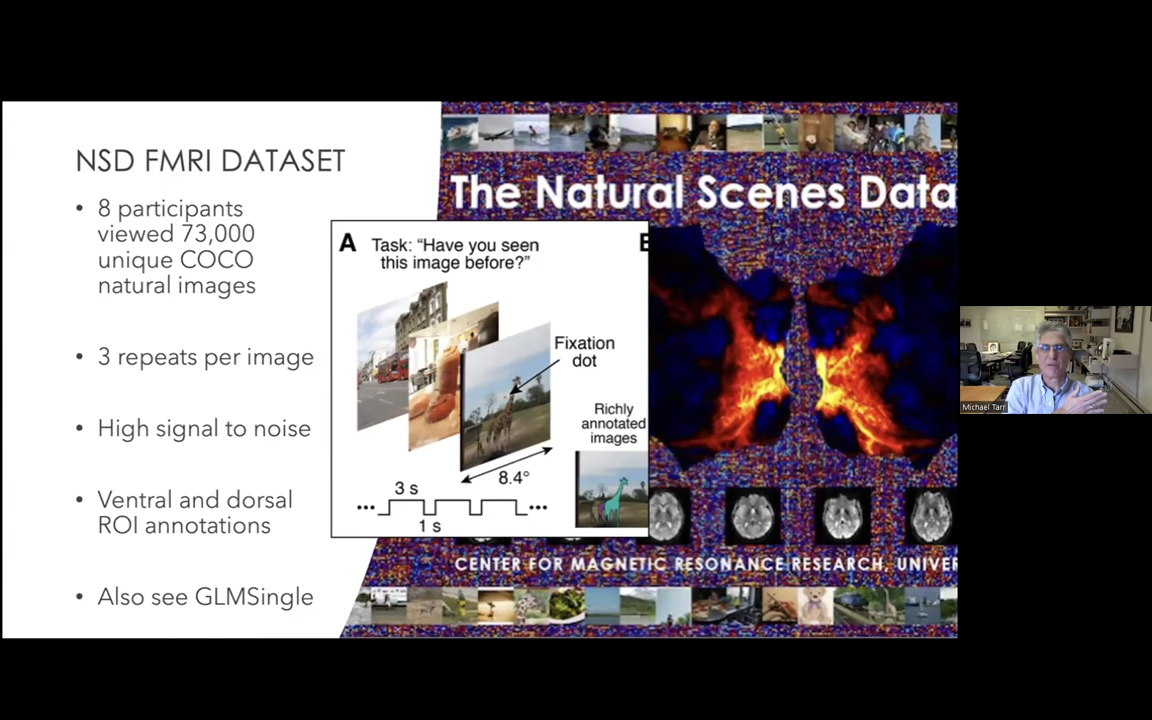 NSD FMRI DATASET
• 8 participants
viewed 73,000
unique COCO
natural images
• 3 repeats per image
• High signal to noise
• Ventral and dorsal
ROI annotations
• Also see GLMSingle
The Natural Scenes Data
A
Task: “Have you seen
this image before?”
Fixation
dot
Richly
annotated
images
8.4°
3 s
••• •••
1 s
CENTER FOR MAGNETIC RESONANCE RESEARCH, UNIVER
Michael Tarr